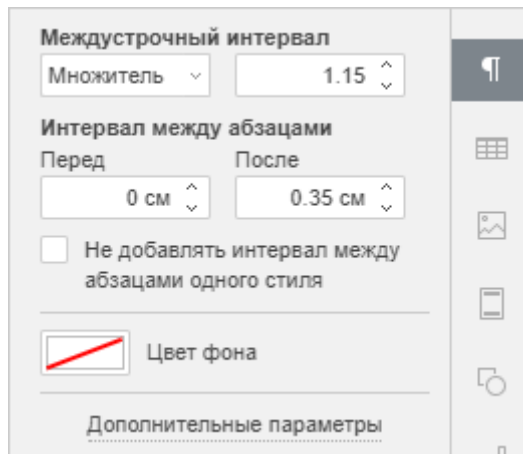 Междустрочный интервал
Множитель 1.15
Интервал между абзацами
Перед После
0 см 0.35 см
Не добавлять интервал между
абзацами одного стиля
Цвет фона
Дополнительные параметры